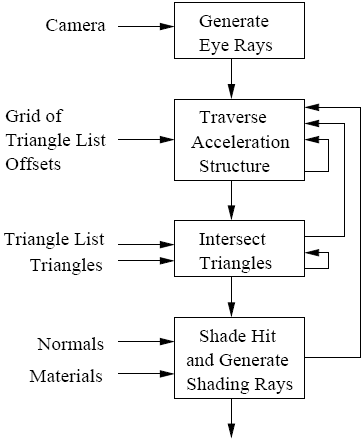 Camera
Generate
Eye Rays
Grid of
Triangle List
Offsets
Traverse
Acceleration
Structure
Triangle List
Triangles
Intersect
Triangles
Normals
Materials
Shade Hit
and Generate
Shading Rays